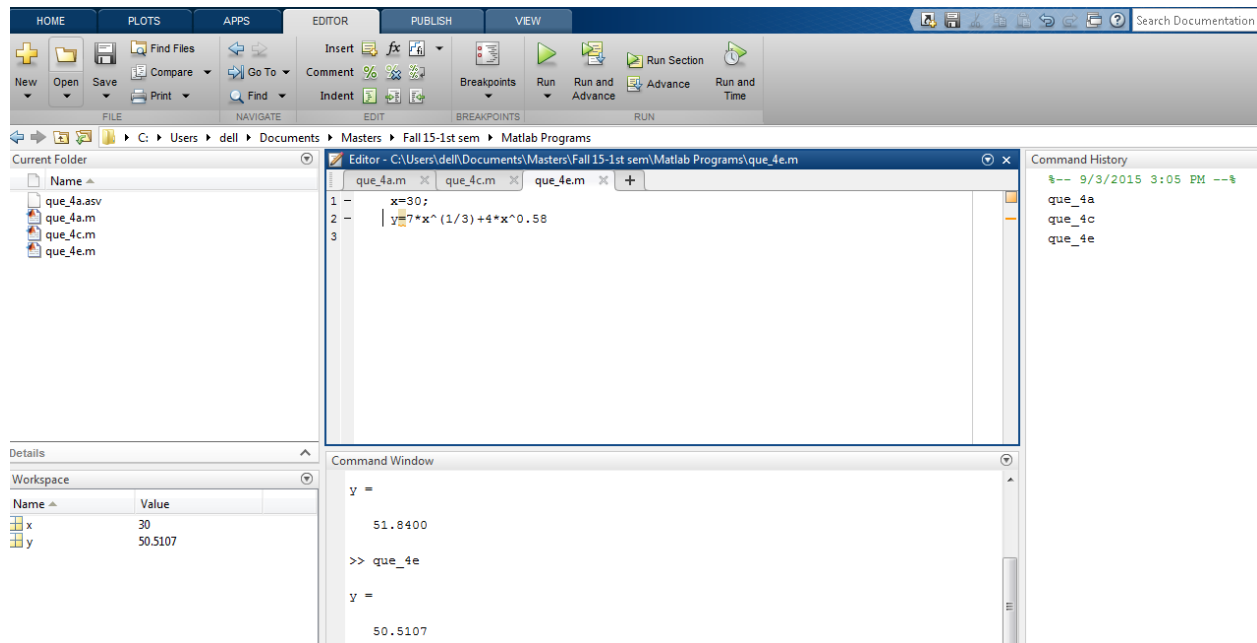 HOME PLOTS APPS EDITOR PUBLISH VIEW Search Documentation
Find Files Insert fx
New Open Save Compare Go To Comment Breakpoints Run Run and Advance Run Section Advance Run and Time
Print Find Indent
FILE NAVIGATE EDIT BREAKPOINTS RUN
C: Users dell Documents Masters Fall 15-1st sem Matlab Programs
Current Folder
Name
que_4a.asv
que_4a.m
que_4c.m
que_4e.m
Details
Workspace
Name Value
x 30
y 50.5107
Editor - C:\Users\dell\Documents\Masters\Fall 15-1st sem\Matlab Programs\que_4e.m
que_4a.m que_4c.m que_4e.m
1 - x=30;
2 - y=7*x^(1/3)+4*x^0.58
3
Command Window
y =
51.8400
>> que_4e
y =
50.5107
Command History
%-- 9/3/2015 3:05 PM --%
que_4a
que_4c
que_4e